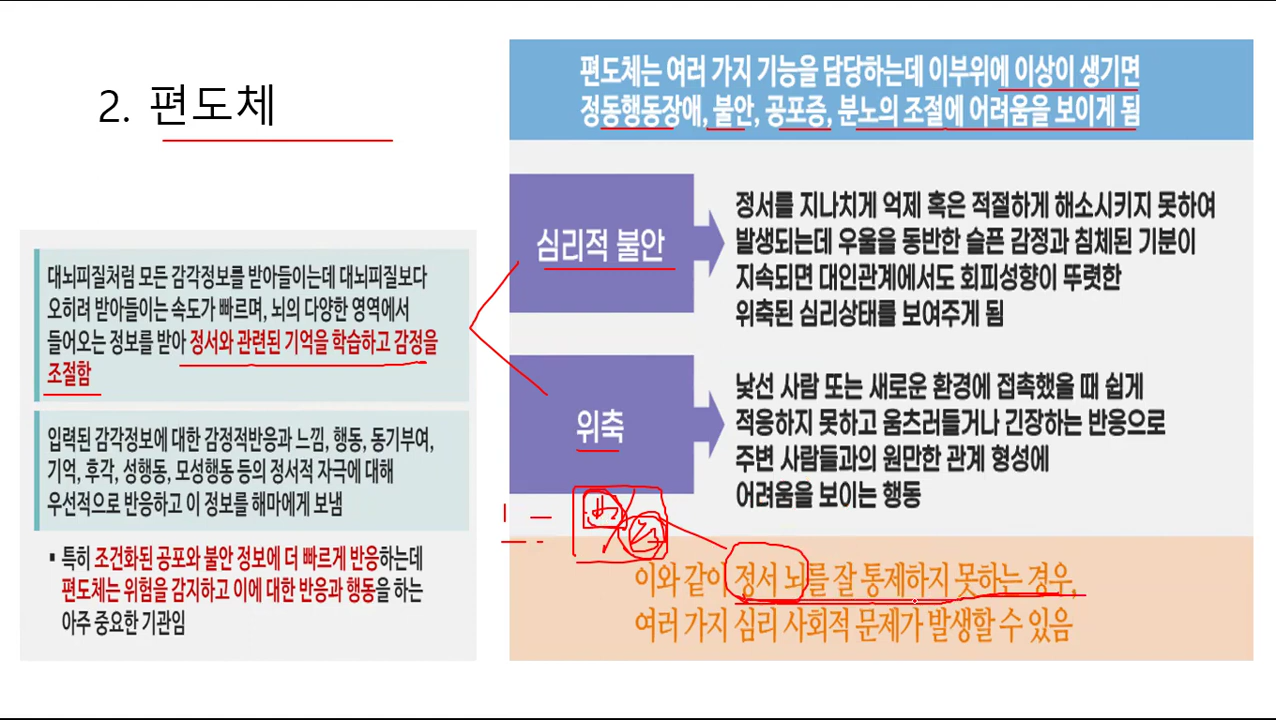 2. 편도체
대뇌피질처럼 모든 감각정보를 받아들이는데 대뇌피질보다
오히려 받아들이는 속도가 빠르며, 뇌의 다양한 영역에서
들어오는 정보를 받아 정서와 관련된 기억을 학습하고 감정을
조절함
입력된 감각정보에 대한 감정적반응과 느낌, 행동, 동기부여,
기억, 후각, 성행동, 모성행동 등의 정서적 자극에 대해
우선적으로 반응하고 이 정보를 해마에게 보냄
▪ 특히 조건화된 공포와 불안 정보에 더 빠르게 반응하는데
편도체는 위험을 감지하고 이에 대한 반응과 행동을 하는
아주 중요한 기관임
편도체는 여러 가지 기능을 담당하는데 이부위에 이상이 생기면
정동행동장애, 불안, 공포증, 분노의 조절에 어려움을 보이게 됨
심리적 불안
정서를 지나치게 억제 혹은 적절하게 해소시키지 못하여
발생되는데 우울을 동반한 슬픈 감정과 침체된 기분이
지속되면 대인관계에서도 회피성향이 뚜렷한
위축된 심리상태를 보여주게 됨
위축
낯선 사람 또는 새로운 환경에 접촉했을 때 쉽게
적응하지 못하고 움츠러들거나 긴장하는 반응으로
주변 사람들과의 원만한 관계 형성에
어려움을 보이는 행동
이와 같이 정서 뇌를 잘 통제하지 못하는 경우,
여러 가지 심리 사회적 문제가 발생할 수 있음